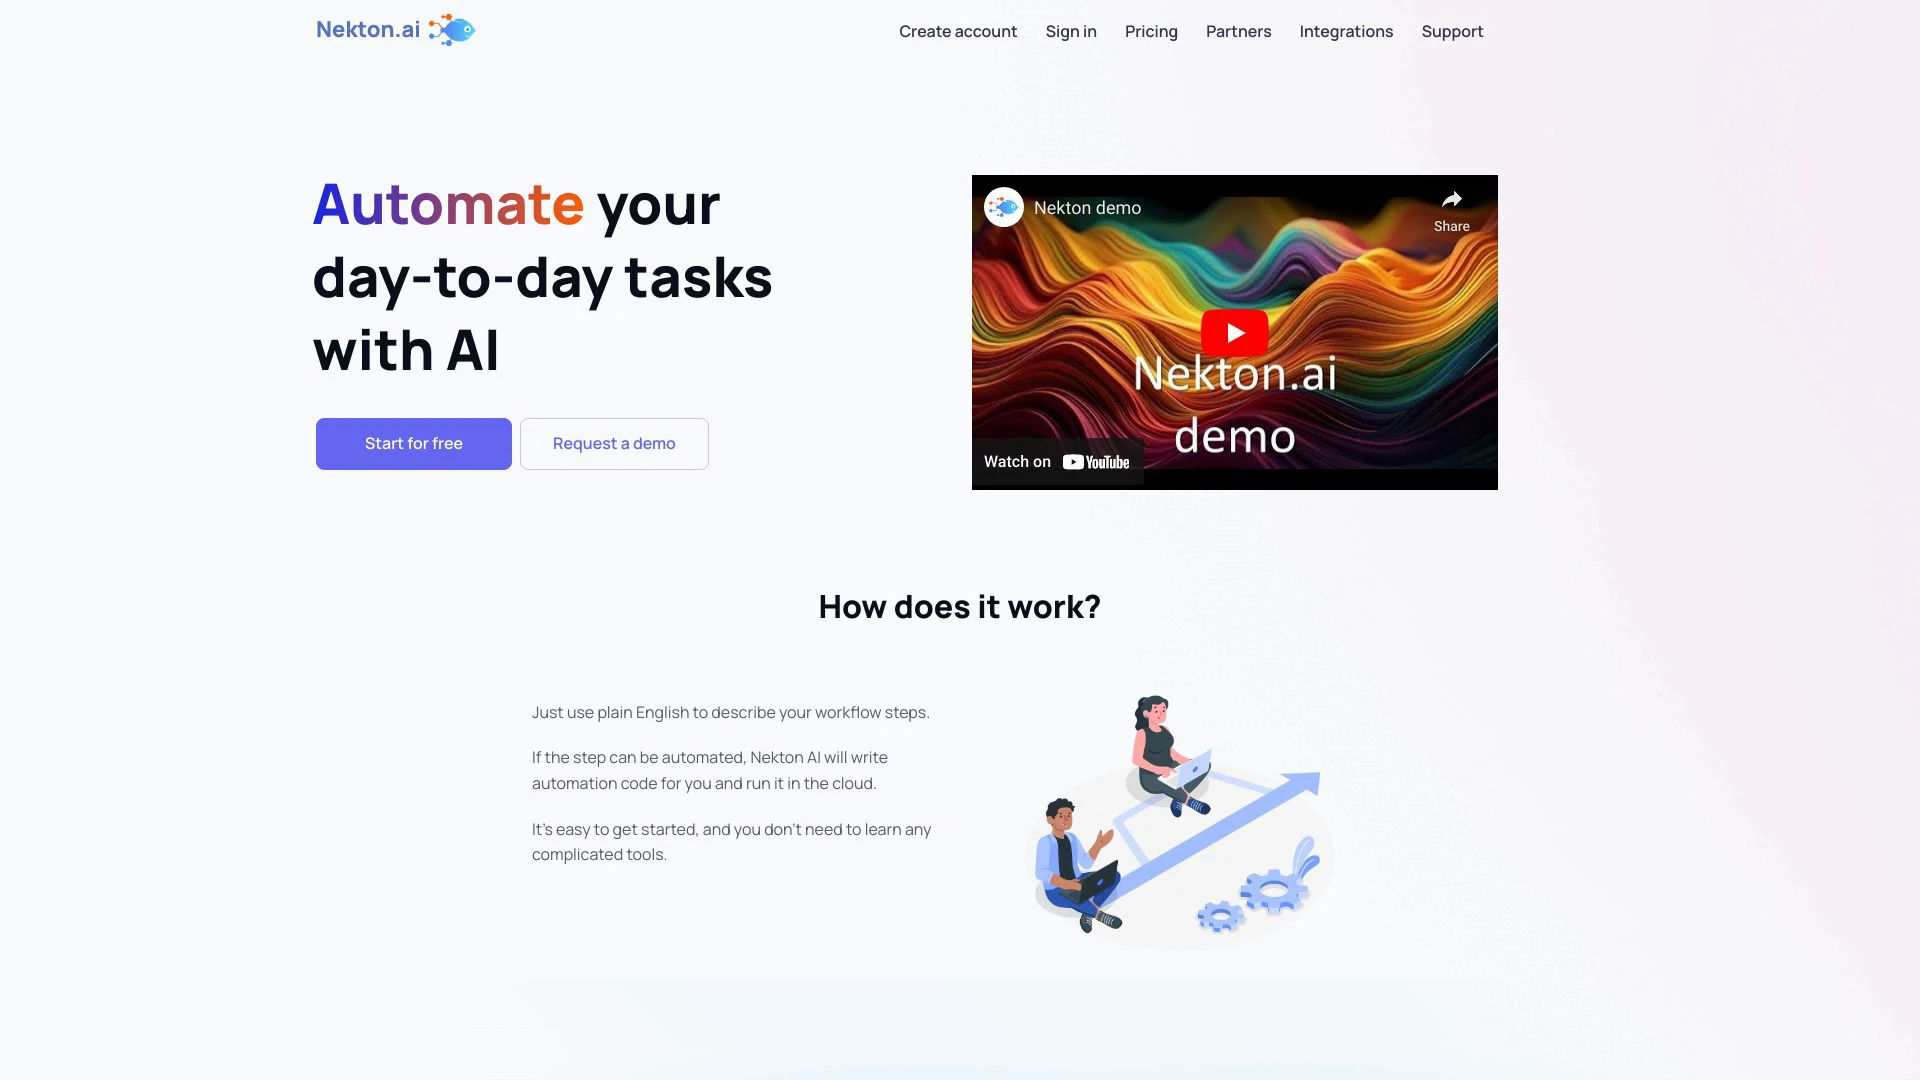 Nekton.ai
Create account
Sign in
Pricing
Partners
Integrations
Support
Automate your
day-to-day tasks
with AI
Start for free
Request a demo
Nekton demo
Share
Nekton.ai
demo
Watch on YouTube
How does it work?
Just use plain English to describe your workflow steps.
If the step can be automated, Nekton AI will write
automation code for you and run it in the cloud.
It's easy to get started, and you don't need to learn any
complicated tools.